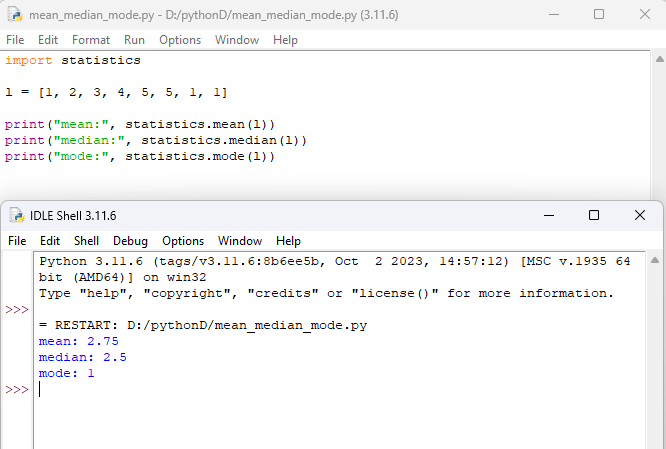 mean_median_mode.py - D:/pythonD/mean_median_mode.py (3.11.6)
File Edit Format Run Options Window Help
import statistics
l = [1, 2, 3, 4, 5, 5, 1, 1]
print("mean:", statistics.mean(l))
print("median:", statistics.median(l))
print("mode:", statistics.mode(l))
IDLE Shell 3.11.6
File Edit Shell Debug Options Window Help
Python 3.11.6 (tags/v3.11.6:8b6ee5b, Oct  2 2023, 14:57:12) [MSC v.1935 64
bit (AMD64)] on win32
Type "help", "copyright", "credits" or "license()" for more information.
>>>
= RESTART: D:/pythonD/mean_median_mode.py
mean: 2.75
median: 2.5
mode: 1
>>>